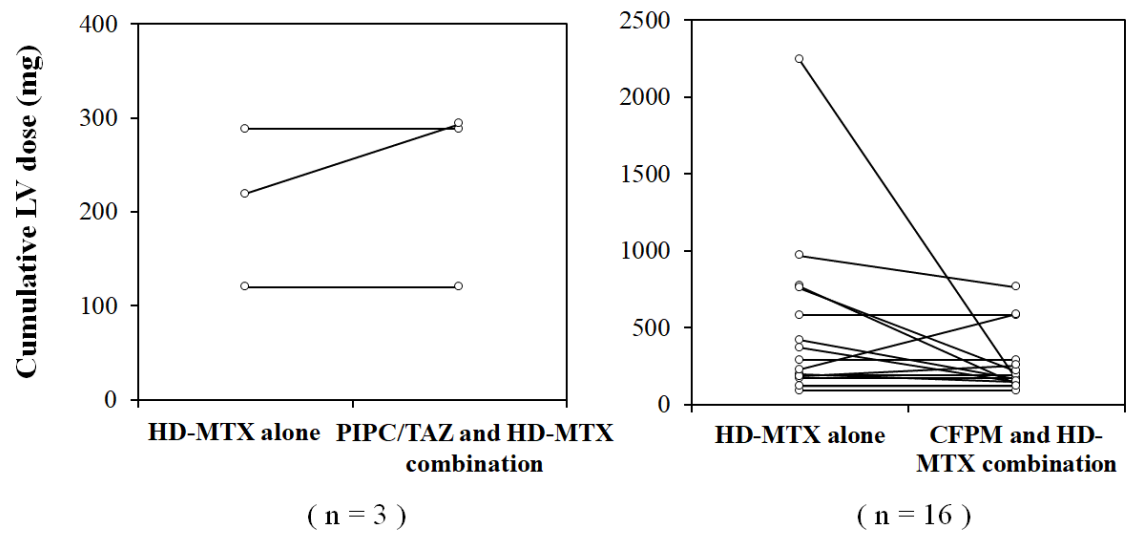 Cumulative LV dose (mg)
400
300
200
100
0
HD-MTX alone
PIPC/TAZ and HD-MTX
combination
( n = 3 )
2500
2000
1500
1000
500
0
HD-MTX alone
CFPM and HD-
MTX combination
( n = 16 )